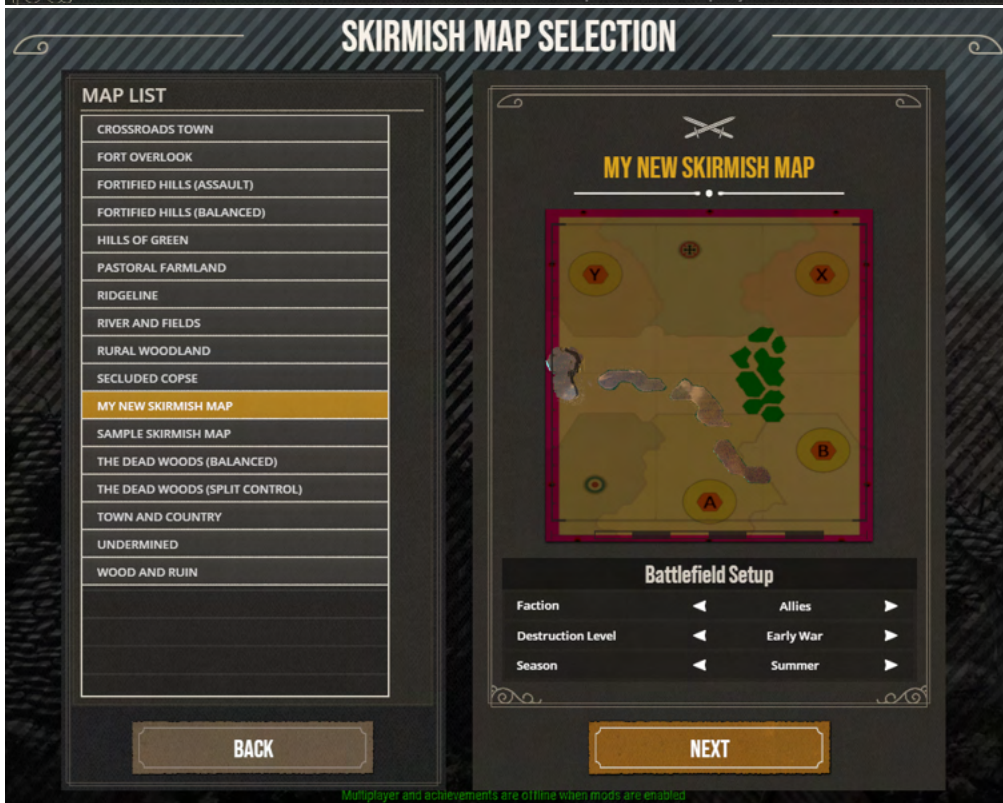 SKIRMISH MAP SELECTION
MAP LIST
CROSSROADS TOWN
FORT OVERLOOK
FORTIFIED HILLS (ASSAULT)
FORTIFIED HILLS (BALANCED)
HILLS OF GREEN
PASTORAL FARMLAND
RIDGELINE
RIVER AND FIELDS
RURAL WOODLAND
SECLUDED COPSE
MY NEW SKIRMISH MAP
SAMPLE SKIRMISH MAP
THE DEAD WOODS (BALANCED)
THE DEAD WOODS (SPLIT CONTROL)
TOWN AND COUNTRY
UNDERMINED
WOOD AND RUIN
BACK
MY NEW SKIRMISH MAP
Y
X
B
A
Battlefield Setup
Faction Allies
Destruction Level Early War
Season Summer
NEXT
Multiplayer and achievements are offline when mods are enabled